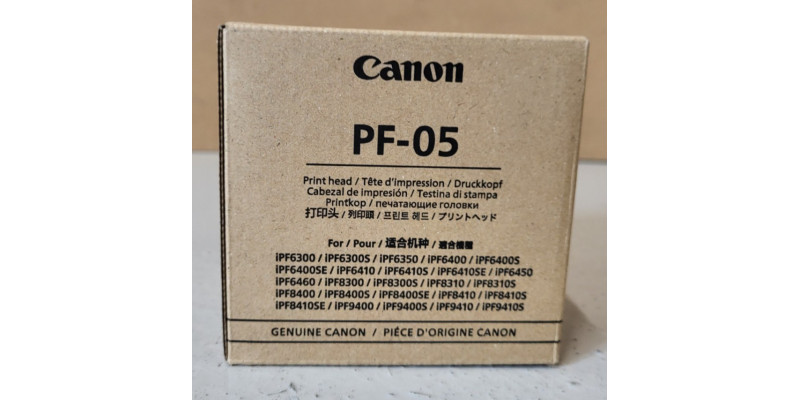 Canon
PF-05
Print head / Tête d'impression / Druckkopf
Cabezal de impresión / Testina di stampa
Printkop / печатающие головки
打印头 / 列印頭 / 프린트 헤드 / プリントヘッド
For / Pour / 适合机种 / 適合機種
iPF6300 / iPF6300S / iPF6350 / iPF6400 / iPF6400S
iPF6400SE / iPF6410 / iPF6410S / iPF6410SE / iPF6450
iPF6460 / iPF8300 / iPF8300S / iPF8310 / iPF8310S
iPF8400 / iPF8400S / iPF8400SE / iPF8410 / iPF8410S
iPF8410SE / iPF9400 / iPF9400S / iPF9410 / iPF9410S
GENUINE CANON / PIÈCE D'ORIGINE CANON